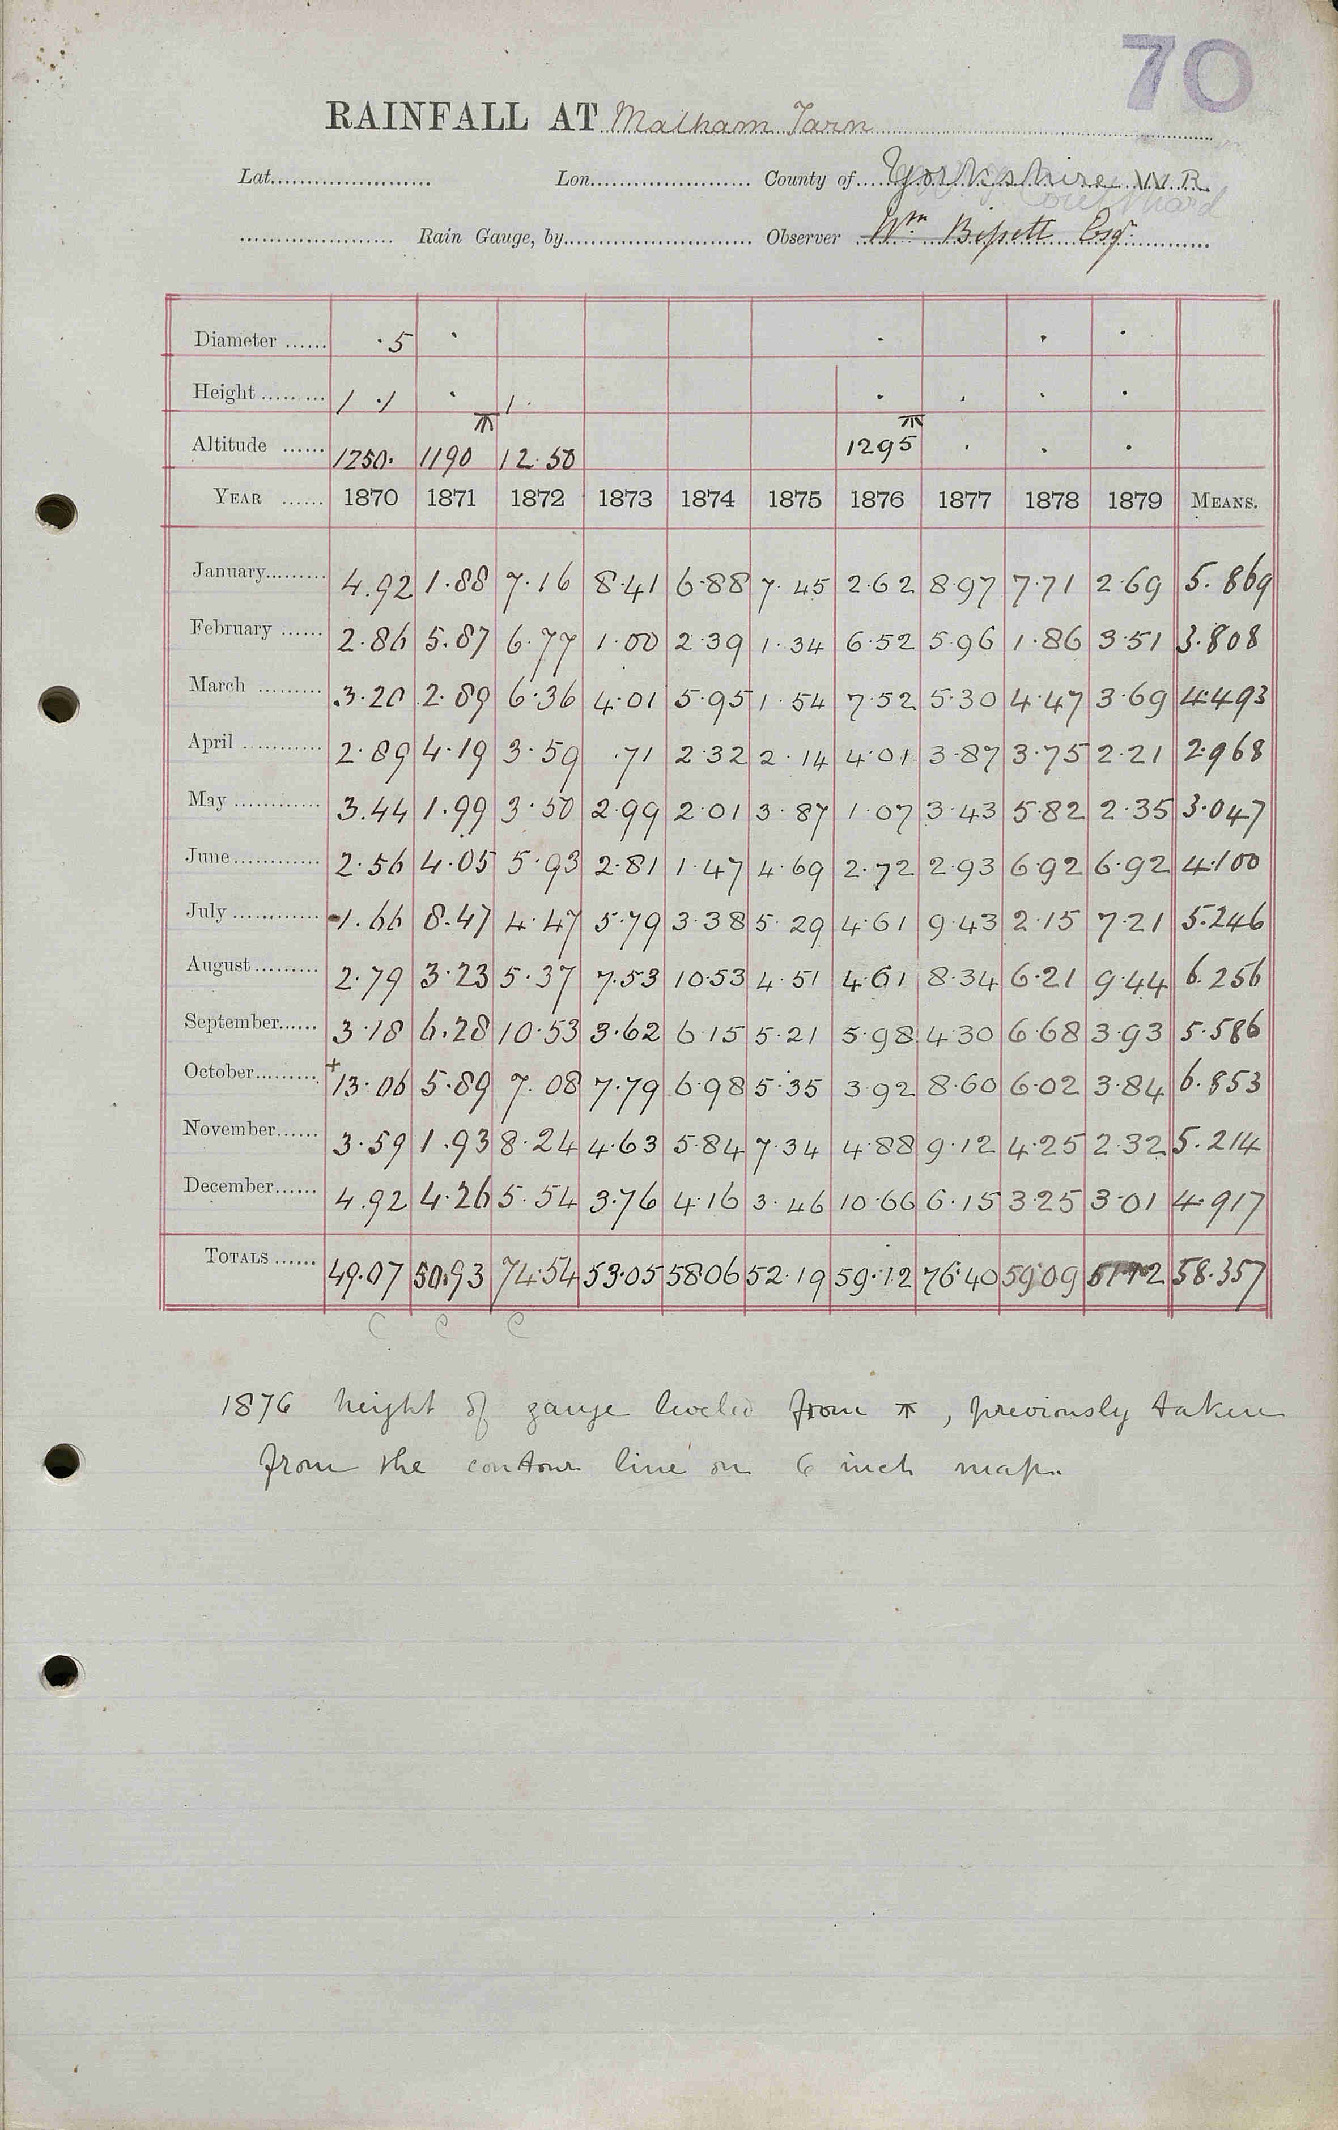 70
RAINFALL AT Malham Tarn
Lat. Lon. County of Yorkshire W.R.
Rain Gauge, by Observer Wm. Bissett Esqr.
Diameter ·5 · · · ·
Height 1 ·1 · 1 · · · · ·
Altitude 1250· 1190 12·50 1295 · · ·
YEAR 1870 1871 1872 1873 1874 1875 1876 1877 1878 1879 MEANS.
January 4.92 1.88 7.16 8.41 6.88 7.45 2.62 8.97 7.71 2.69 5.869
February 2.86 5.87 6.77 1.00 2.39 1.34 6.52 5.96 1.86 3.51 3.808
March 3.20 2.89 6.36 4.01 5.95 1.54 7.52 5.30 4.47 3.69 4.493
April 2.89 4.19 3.59 .71 2.32 2.14 4.01 3.87 3.75 2.21 2.968
May 3.44 1.99 3.50 2.99 2.01 3.87 1.07 3.43 5.82 2.35 3.047
June 2.56 4.05 5.93 2.81 1.47 4.69 2.72 2.93 6.92 6.92 4.100
July 1.66 8.47 4.47 5.79 3.38 5.29 4.61 9.43 2.15 7.21 5.246
August 2.79 3.23 5.37 7.53 10.53 4.51 4.61 8.34 6.21 9.44 6.256
September 3.18 6.28 10.53 3.62 6.15 5.21 5.98 4.30 6.68 3.93 5.586
October +13.06 5.89 7.08 7.79 6.98 5.35 3.92 8.60 6.02 3.84 6.853
November 3.59 1.93 8.24 4.63 5.84 7.34 4.88 9.12 4.25 2.32 5.214
December 4.92 4.26 5.54 3.76 4.16 3.46 10.66 6.15 3.25 3.01 4.917
TOTALS 49.07 50.93 74.54 53.05 58.06 52.19 59.12 76.40 59.09 58.357
C C C
1876 height of gauge leveled from ⊼, previously taken
from the contour line on 6 inch map.